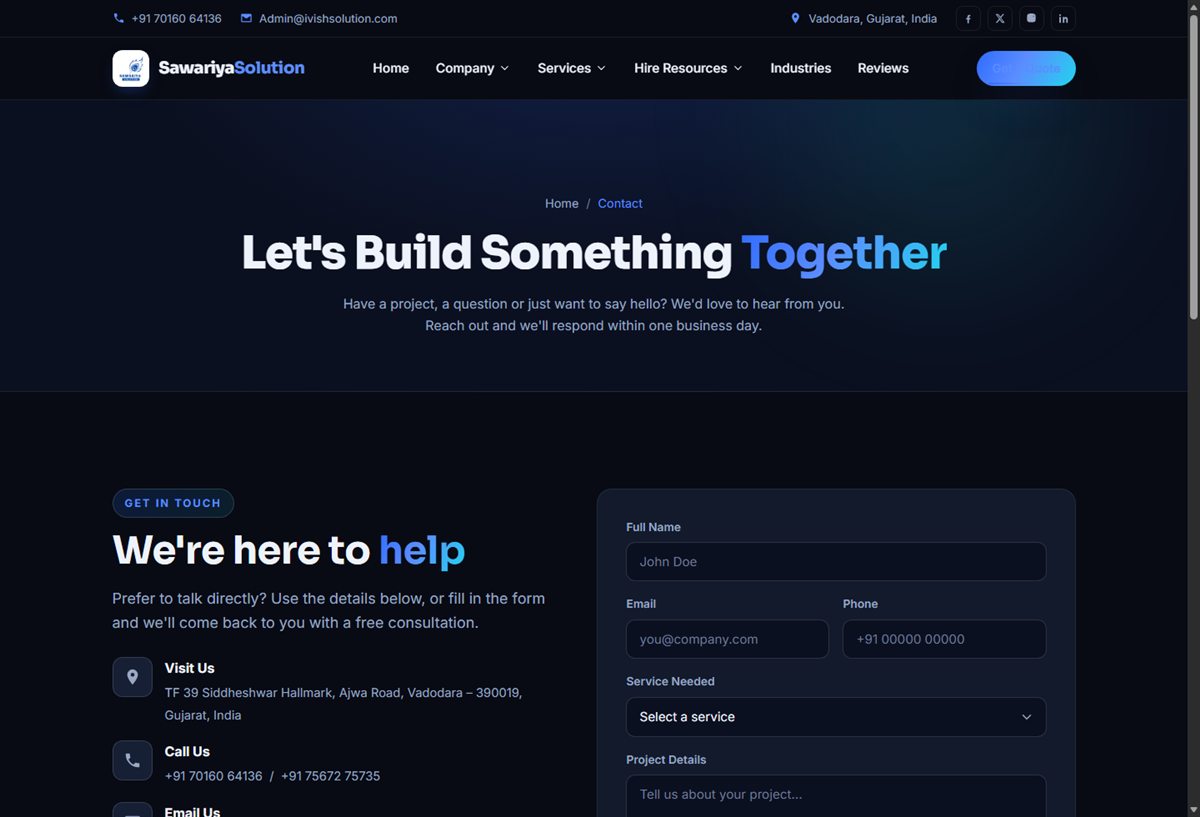 +91 70160 64136
Admin@ivishsolution.com
Vadodara, Gujarat, India
SawariyaSolution
Home
Company
Services
Hire Resources
Industries
Reviews
Home / Contact
Let's Build Something Together
Have a project, a question or just want to say hello? We'd love to hear from you.
Reach out and we'll respond within one business day.
GET IN TOUCH
We're here to help
Prefer to talk directly? Use the details below, or fill in the form
and we'll come back to you with a free consultation.
Visit Us
TF 39 Siddheshwar Hallmark, Ajwa Road, Vadodara – 390019,
Gujarat, India
Call Us
+91 70160 64136 / +91 75672 75735
Email Us
Full Name
John Doe
Email
Phone
you@company.com
+91 00000 00000
Service Needed
Select a service
Project Details
Tell us about your project...